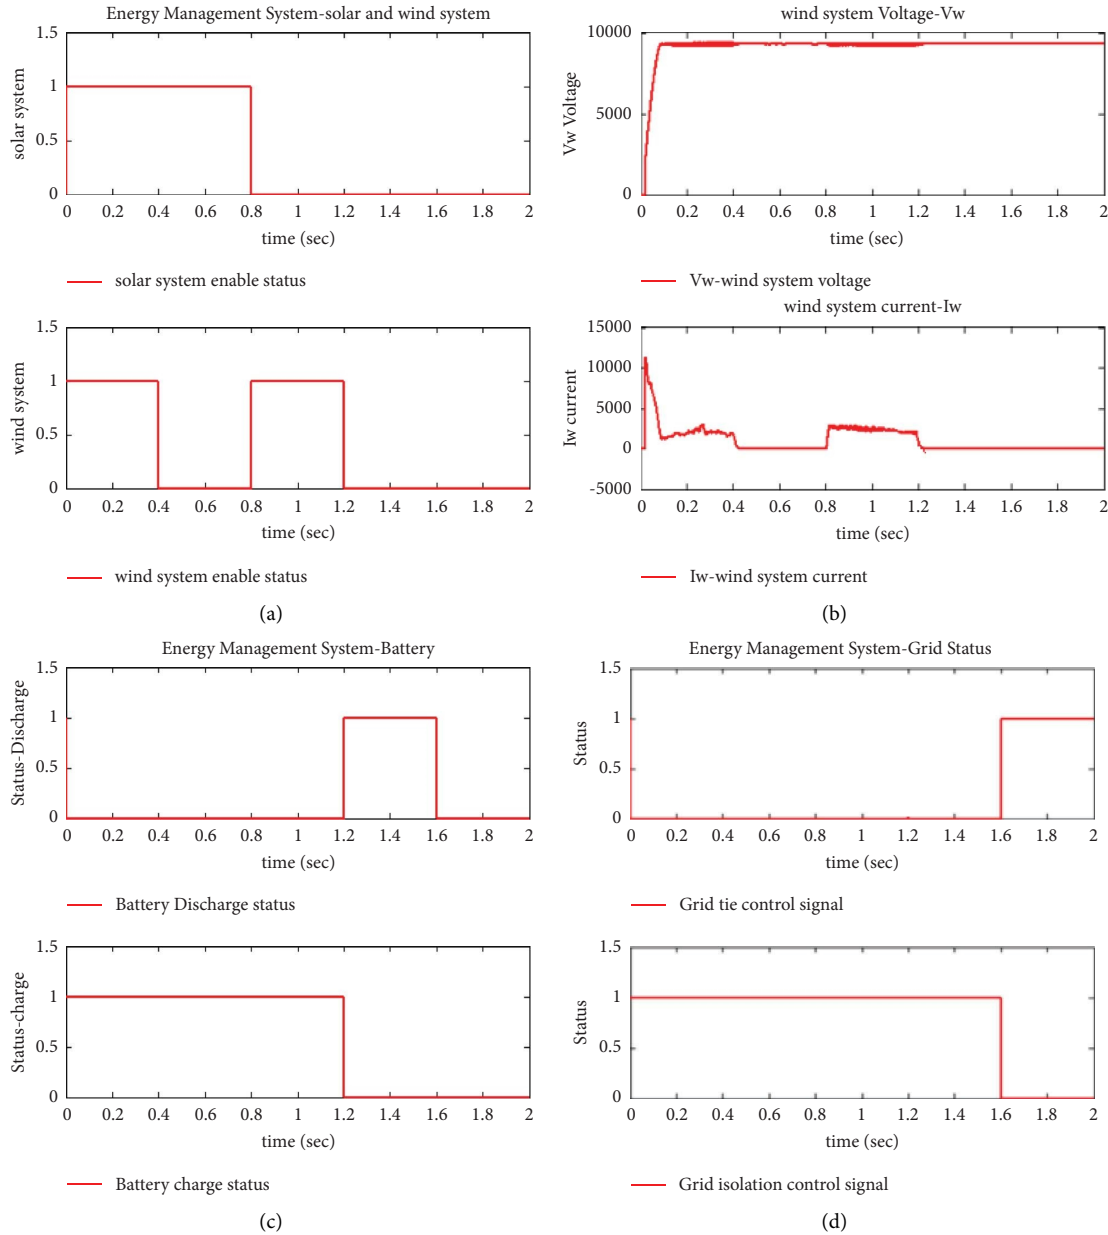 Energy Management System-solar and wind system
1.5
1
0.5
0
solar system
0 0.2 0.4 0.6 0.8 1 1.2 1.4 1.6 1.8 2
time (sec)
solar system enable status
1.5
1
0.5
0
wind system
0 0.2 0.4 0.6 0.8 1 1.2 1.4 1.6 1.8 2
time (sec)
wind system enable status
(a)
wind system Voltage-Vw
10000
5000
0
Vw Voltage
0 0.2 0.4 0.6 0.8 1 1.2 1.4 1.6 1.8 2
time (sec)
Vw-wind system voltage
wind system current-Iw
15000
10000
5000
0
-5000
Iw current
0 0.2 0.4 0.6 0.8 1 1.2 1.4 1.6 1.8 2
time (sec)
Iw-wind system current
(b)
Energy Management System-Battery
1.5
1
0.5
0
Status-Discharge
0 0.2 0.4 0.6 0.8 1 1.2 1.4 1.6 1.8 2
time (sec)
Battery Discharge status
1.5
1
0.5
0
Status-charge
0 0.2 0.4 0.6 0.8 1 1.2 1.4 1.6 1.8 2
time (sec)
Battery charge status
(c)
Energy Management System-Grid Status
1.5
1
0.5
0
Status
0 0.2 0.4 0.6 0.8 1 1.2 1.4 1.6 1.8 2
time (sec)
Grid tie control signal
1.5
1
0.5
0
Status
0 0.2 0.4 0.6 0.8 1 1.2 1.4 1.6 1.8 2
time (sec)
Grid isolation control signal
(d)